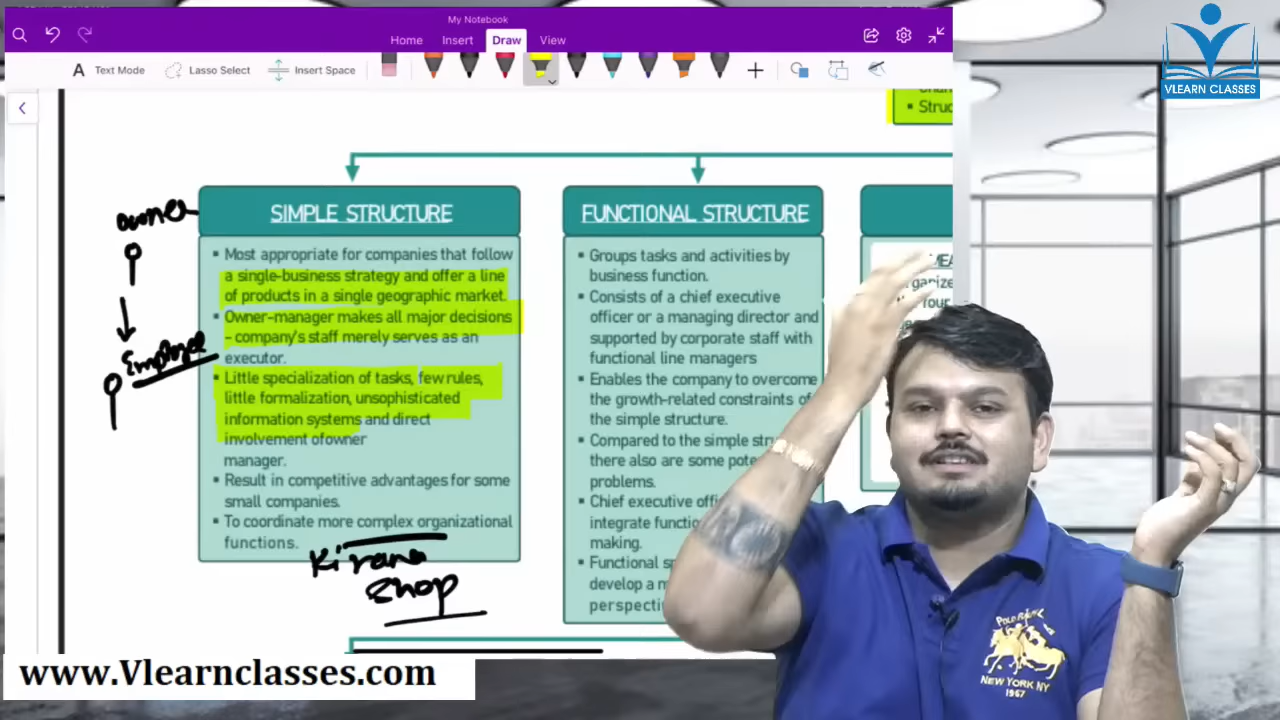 My Notebook
Home Insert Draw View
Text Mode Lasso Select Insert Space
VLEARN CLASSES
• Struc
SIMPLE STRUCTURE
▪ Most appropriate for companies that follow
a single-business strategy and offer a line
of products in a single geographic market.
▪ Owner-manager makes all major decisions
– company's staff merely serves as an
executor.
▪ Little specialization of tasks, few rules,
little formalization, unsophisticated
information systems and direct
involvement ofowner
manager.
▪ Result in competitive advantages for some
small companies.
▪ To coordinate more complex organizational
functions.
owner
Employee
Kirana
Shop
FUNCTIONAL STRUCTURE
▪ Groups tasks and activities by
business function.
▪ Consists of a chief executive
officer or a managing director and
supported by corporate staff with
functional line managers
▪ Enables the company to overcome
the growth-related constraints of
the simple structure.
▪ Compared to the simple stru
there also are some pote
problems.
▪ Chief executive offi
integrate functio
making.
▪ Functional sp
develop a m
perspecti
NEW YORK NY
1967
www.Vlearnclasses.com